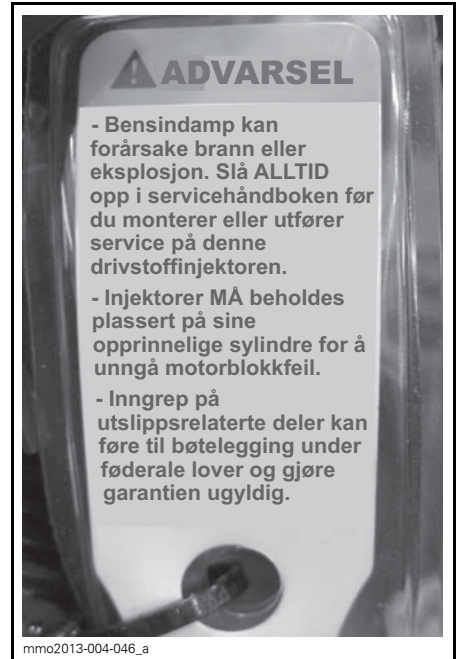 ADVARSEL
- Bensindamp kan
forårsake brann eller
eksplosjon. Slå ALLTID
opp i servicehåndboken før
du monterer eller utfører
service på denne
drivstoffinjektoren.
- Injektorer MÅ beholdes
plassert på sine
opprinnelige sylindre for å
unngå motorblokkfeil.
- Inngrep på
utslippsrelaterte deler kan
føre til bøtelegging under
føderale lover og gjøre
garantien ugyldig.
mmo2013-004-046_a